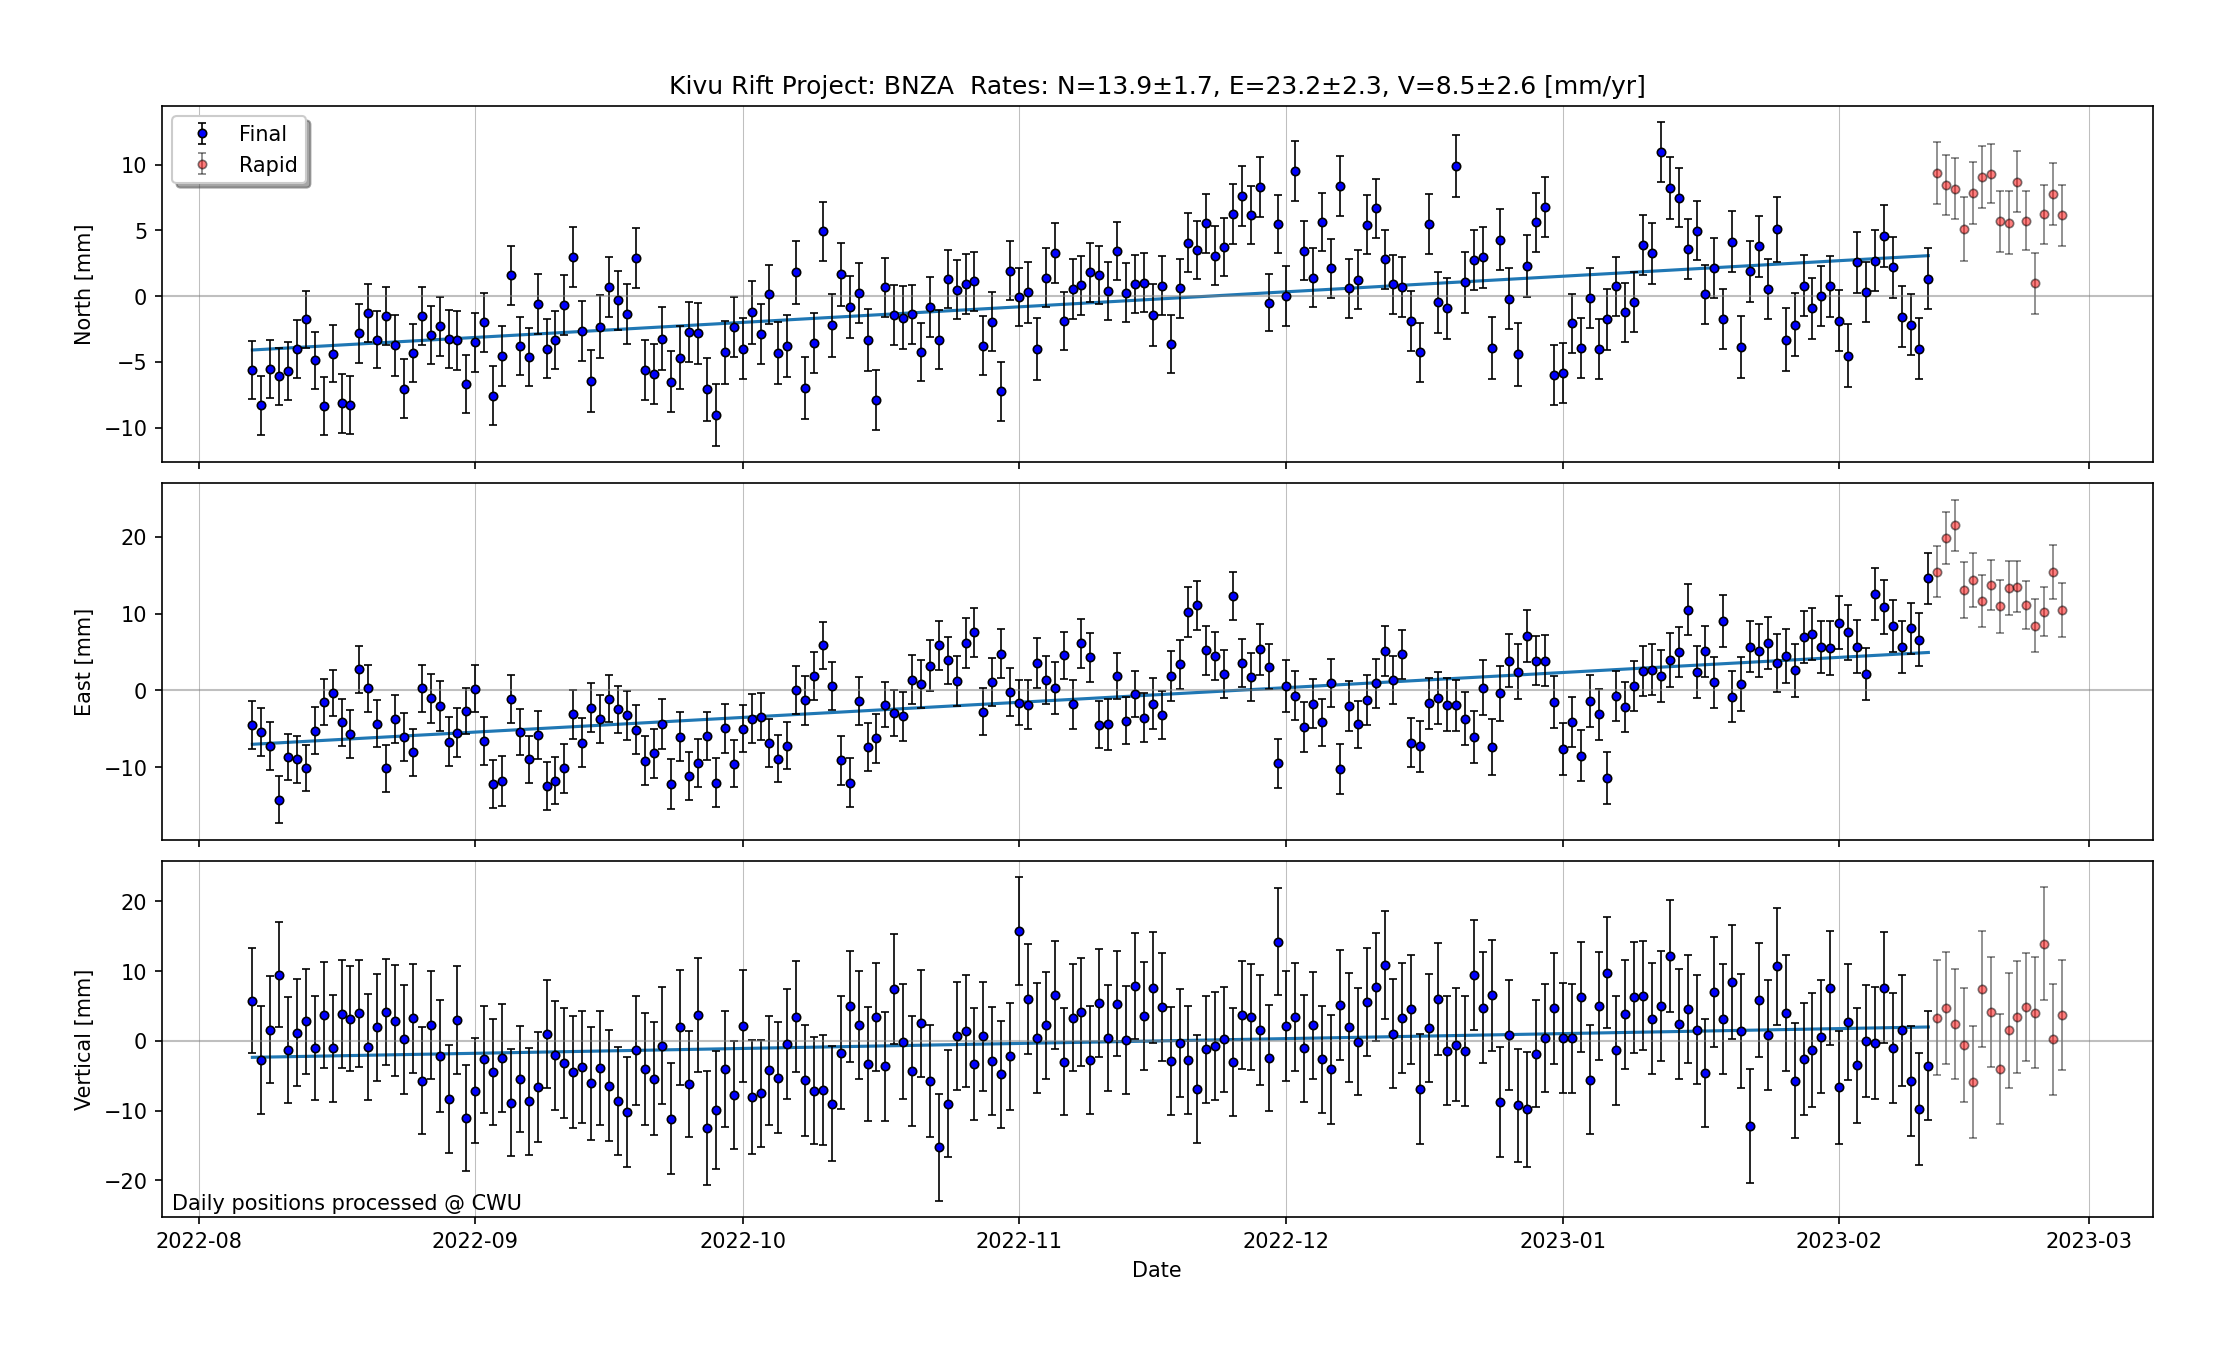 Kivu Rift Project: BNZA  Rates: N=13.9±1.7, E=23.2±2.3, V=8.5±2.6 [mm/yr]
Final
Rapid
North [mm]
10
5
0
−5
−10
East [mm]
20
10
0
−10
Vertical [mm]
20
10
0
−10
−20
Daily positions processed @ CWU
2022-08 2022-09 2022-10 2022-11 2022-12 2023-01 2023-02 2023-03
Date